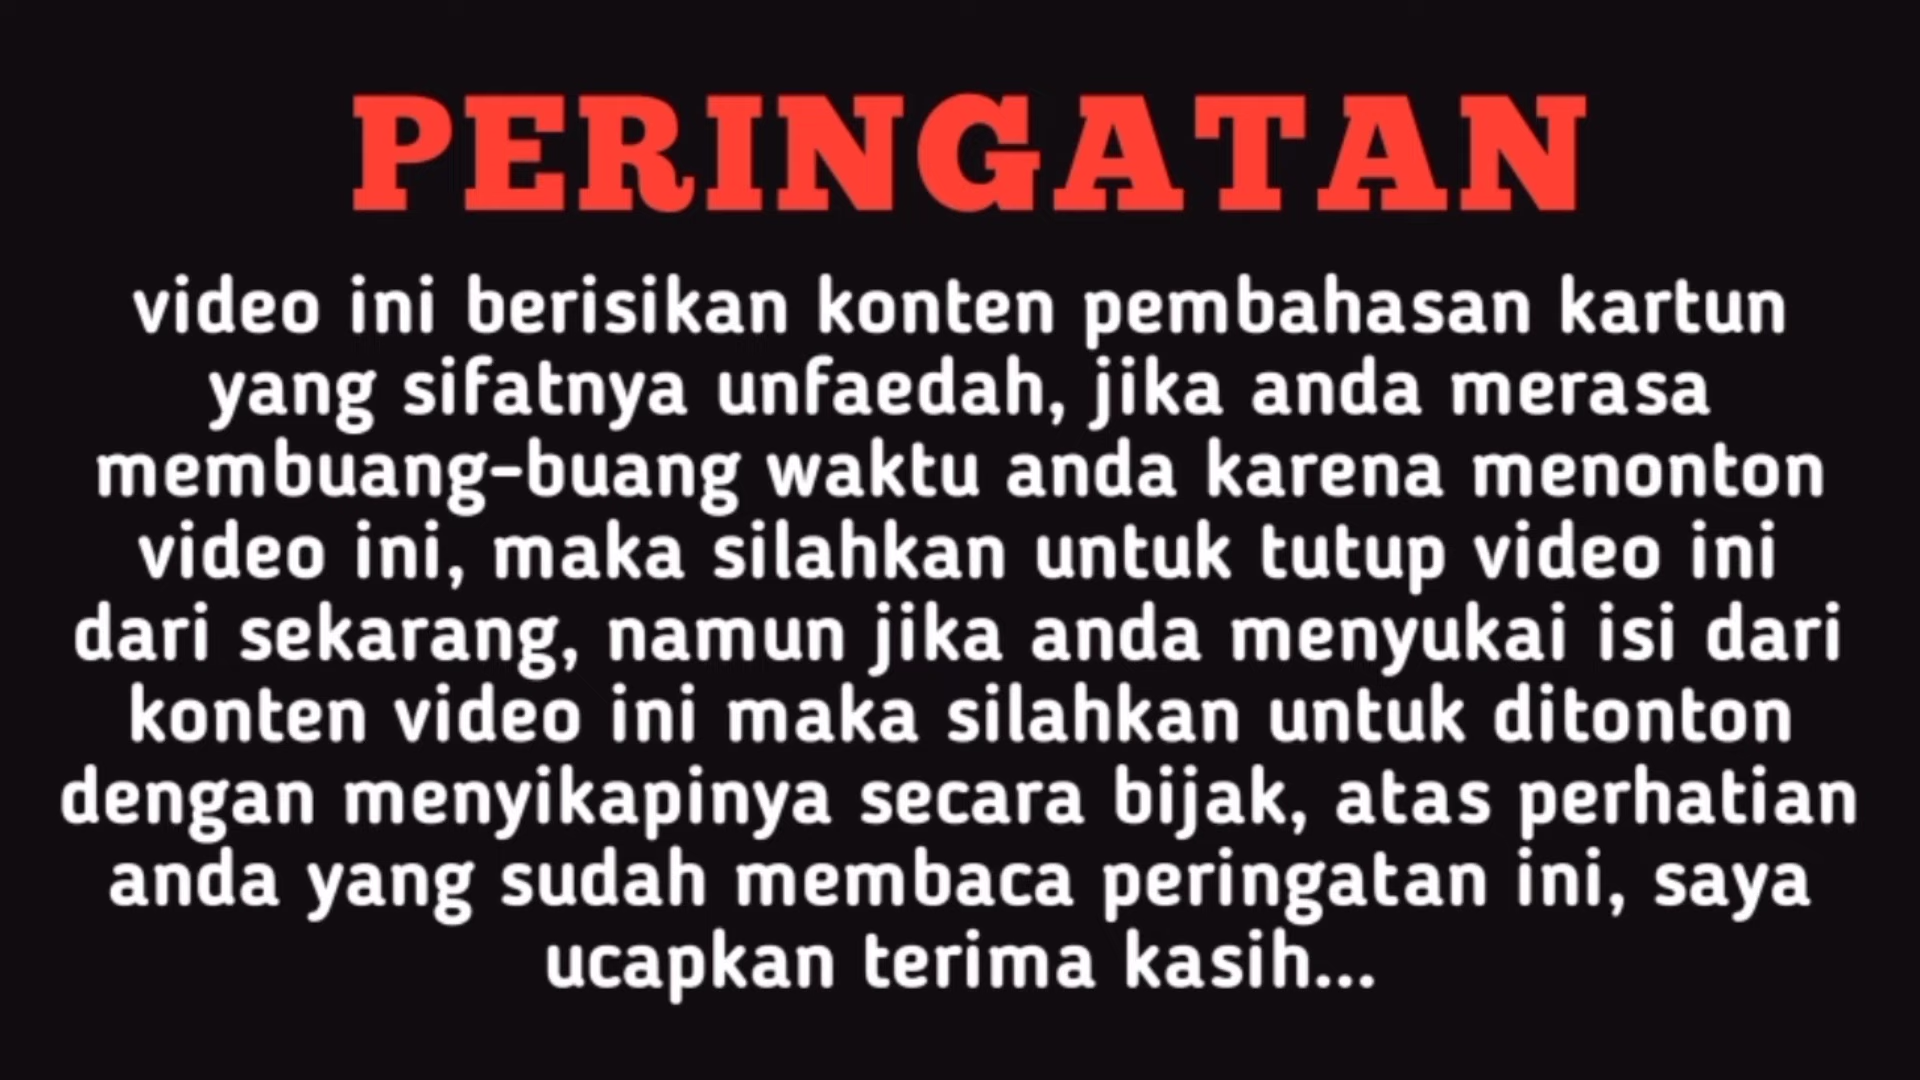 PERINGATAN
video ini berisikan konten pembahasan kartun
yang sifatnya unfaedah, jika anda merasa
membuang-buang waktu anda karena menonton
video ini, maka silahkan untuk tutup video ini
dari sekarang, namun jika anda menyukai isi dari
konten video ini maka silahkan untuk ditonton
dengan menyikapinya secara bijak, atas perhatian
anda yang sudah membaca peringatan ini, saya
ucapkan terima kasih...